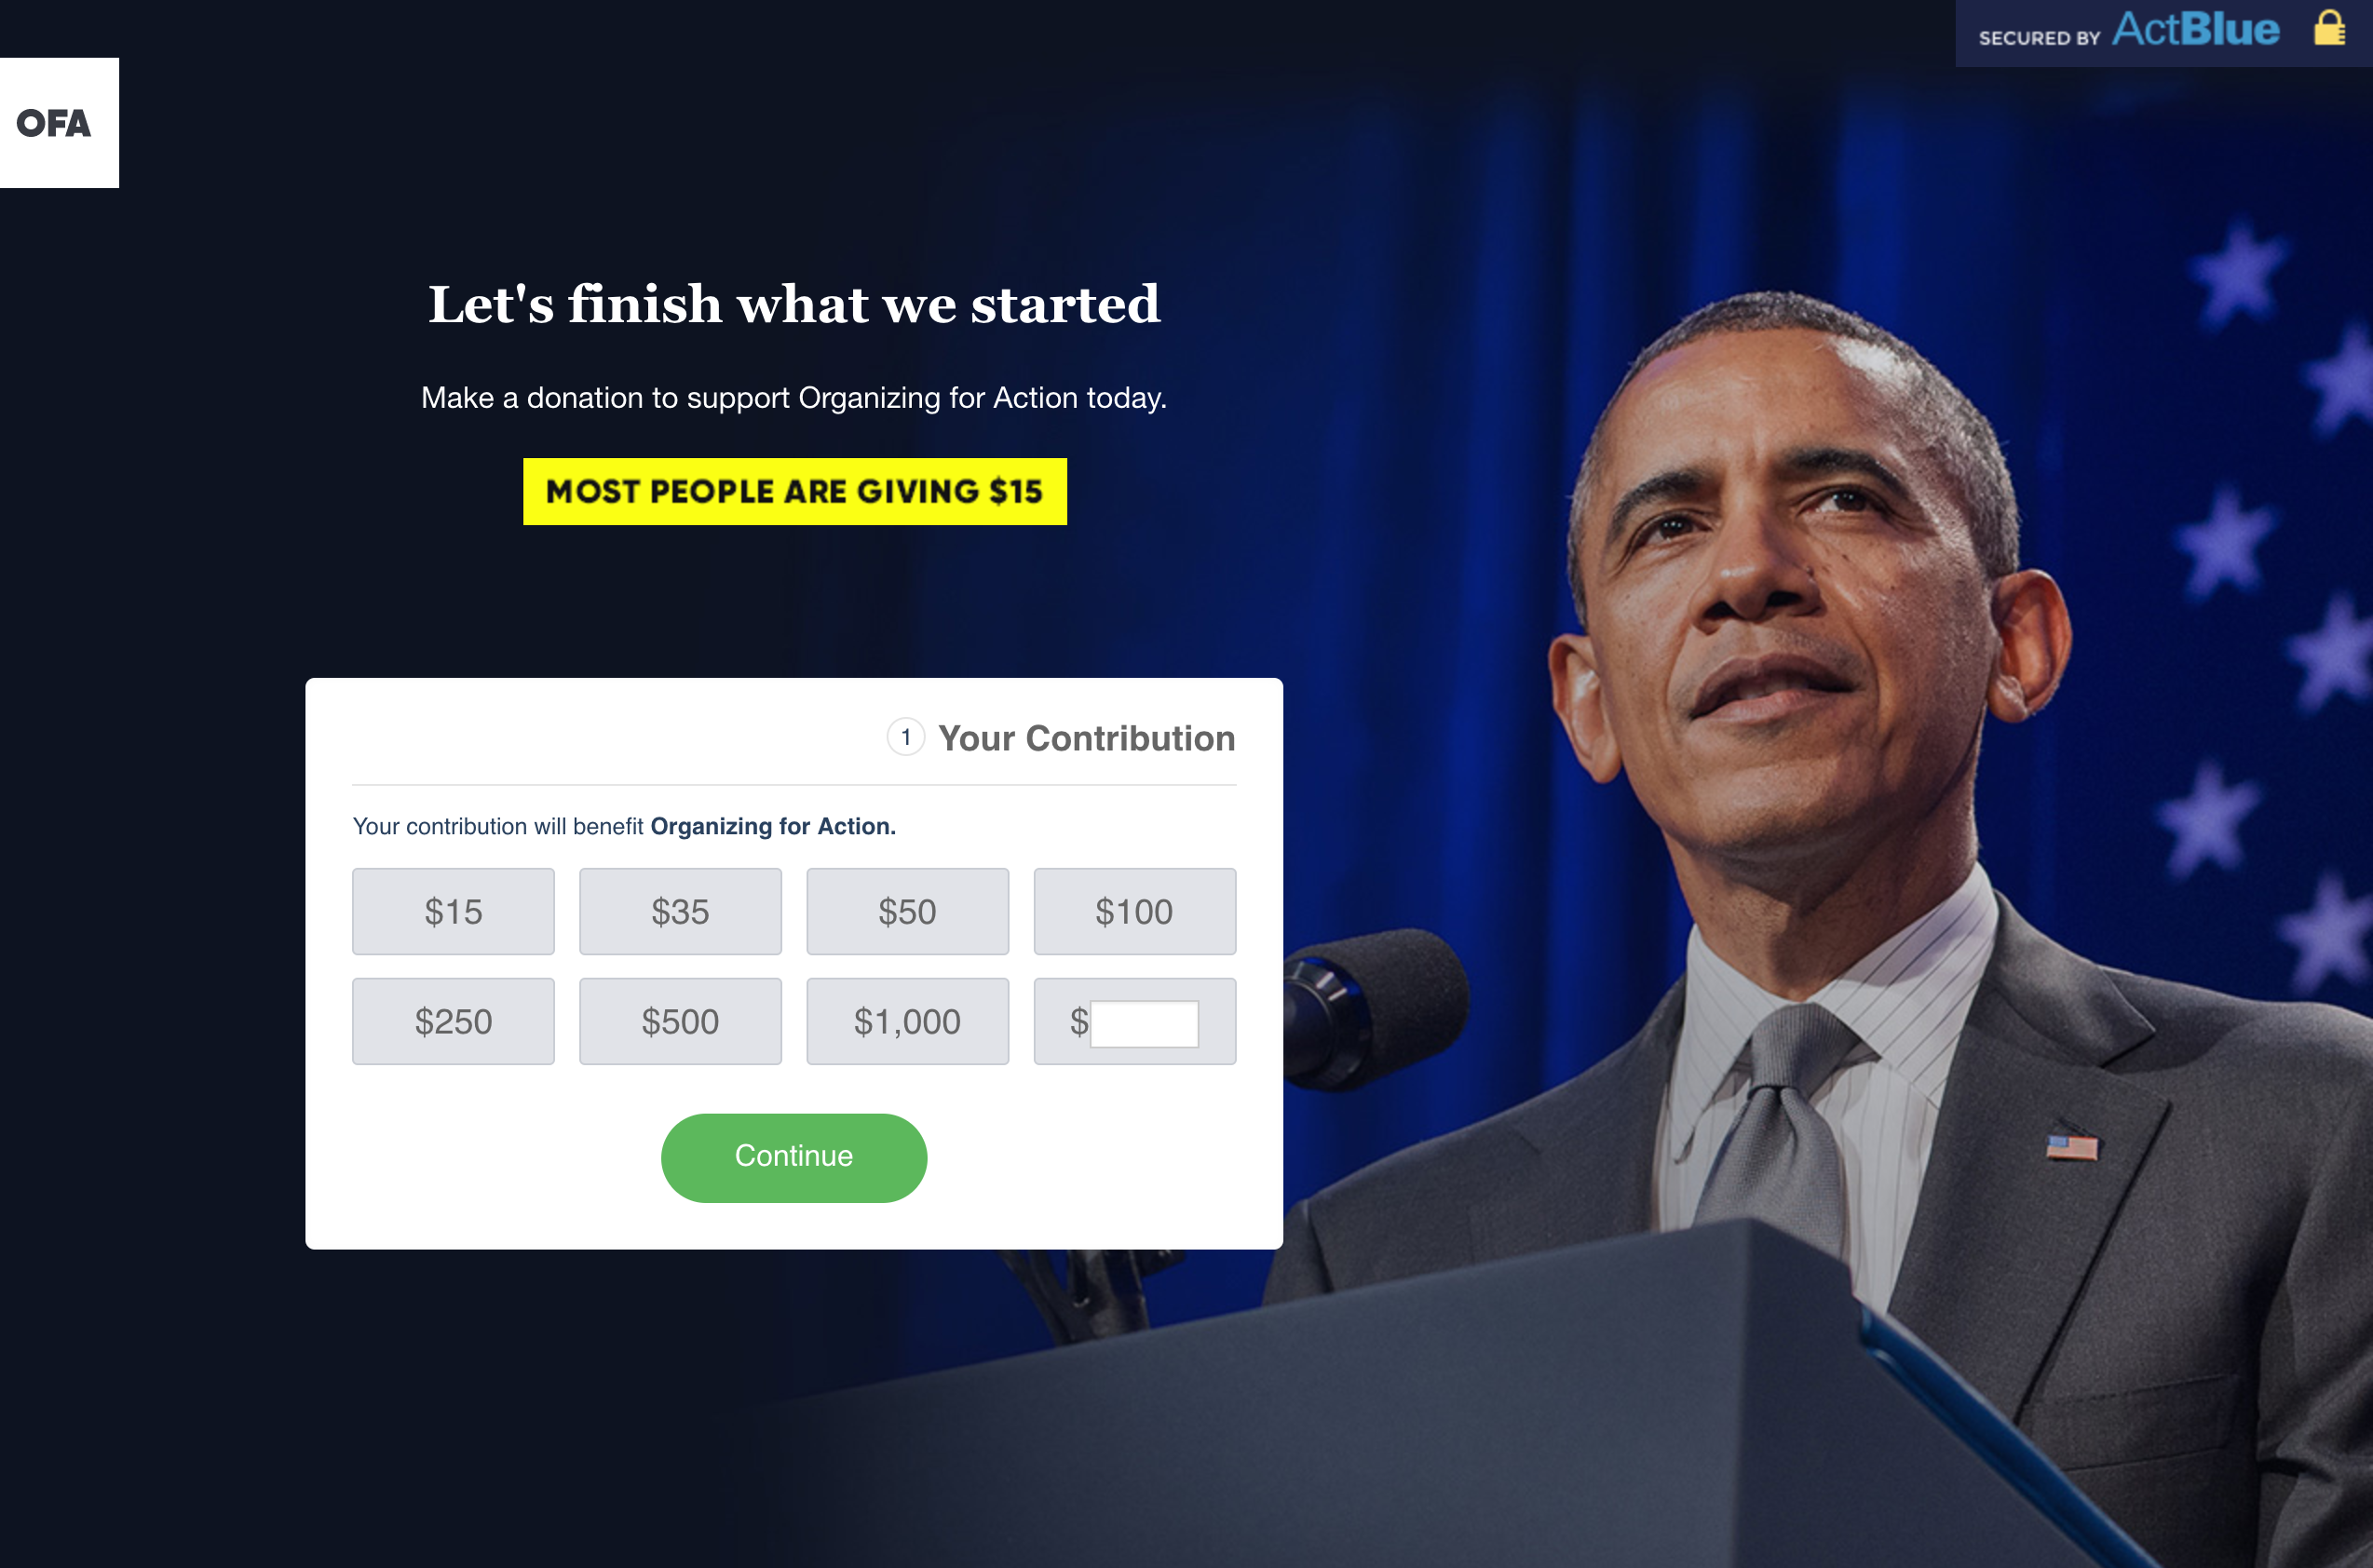 SECURED BY ActBlue
OFA
Let's finish what we started
Make a donation to support Organizing for Action today.
MOST PEOPLE ARE GIVING $15
1 Your Contribution
Your contribution will benefit Organizing for Action.
$15 $35 $50 $100
$250 $500 $1,000 $
Continue